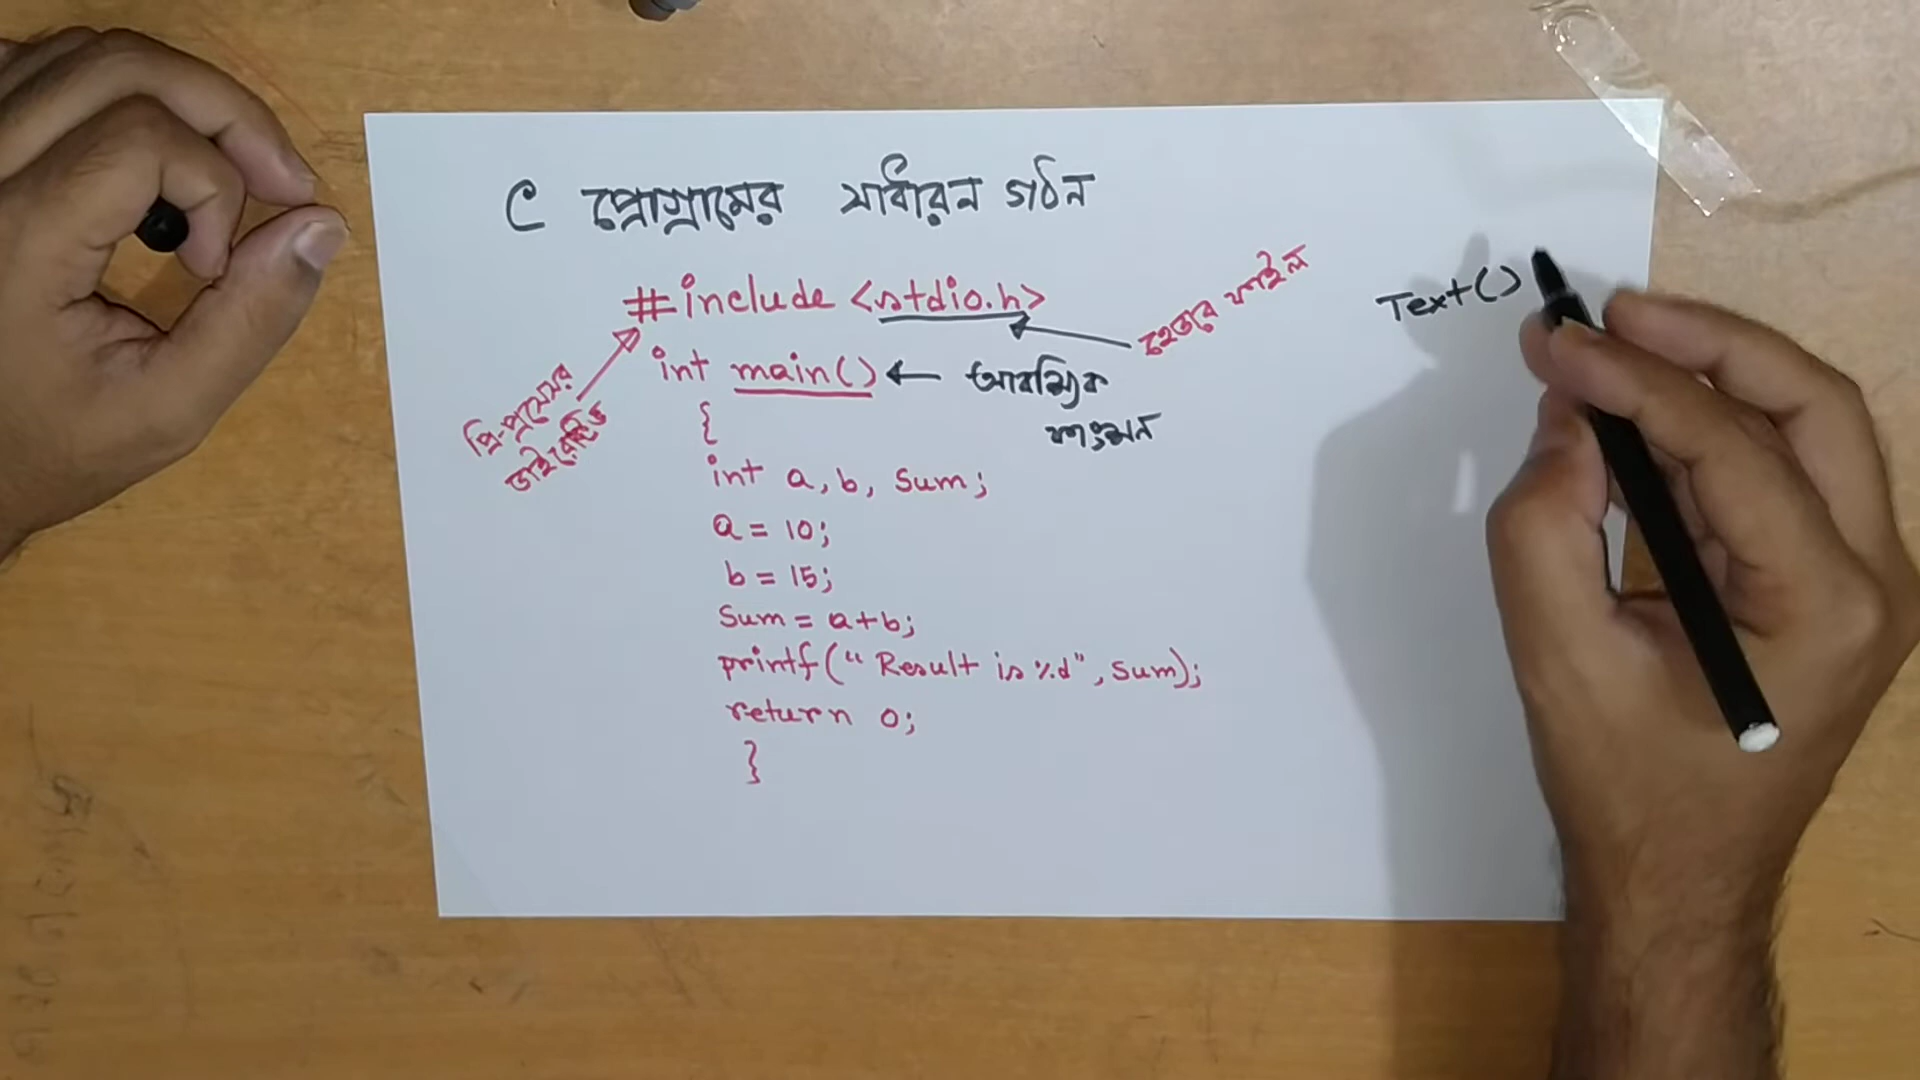 C প্রোগ্রামের সাধারন গঠন
#include <stdio.h>
হেডার ফাইল
Text()
int main() ← আবশ্যিক
ফাংশন
প্রি-প্রসেসর
ডাইরেক্টিভ
{
int a, b, Sum;
a = 10;
b = 15;
Sum = a+b;
printf("Result is %d", Sum);
return 0;
}